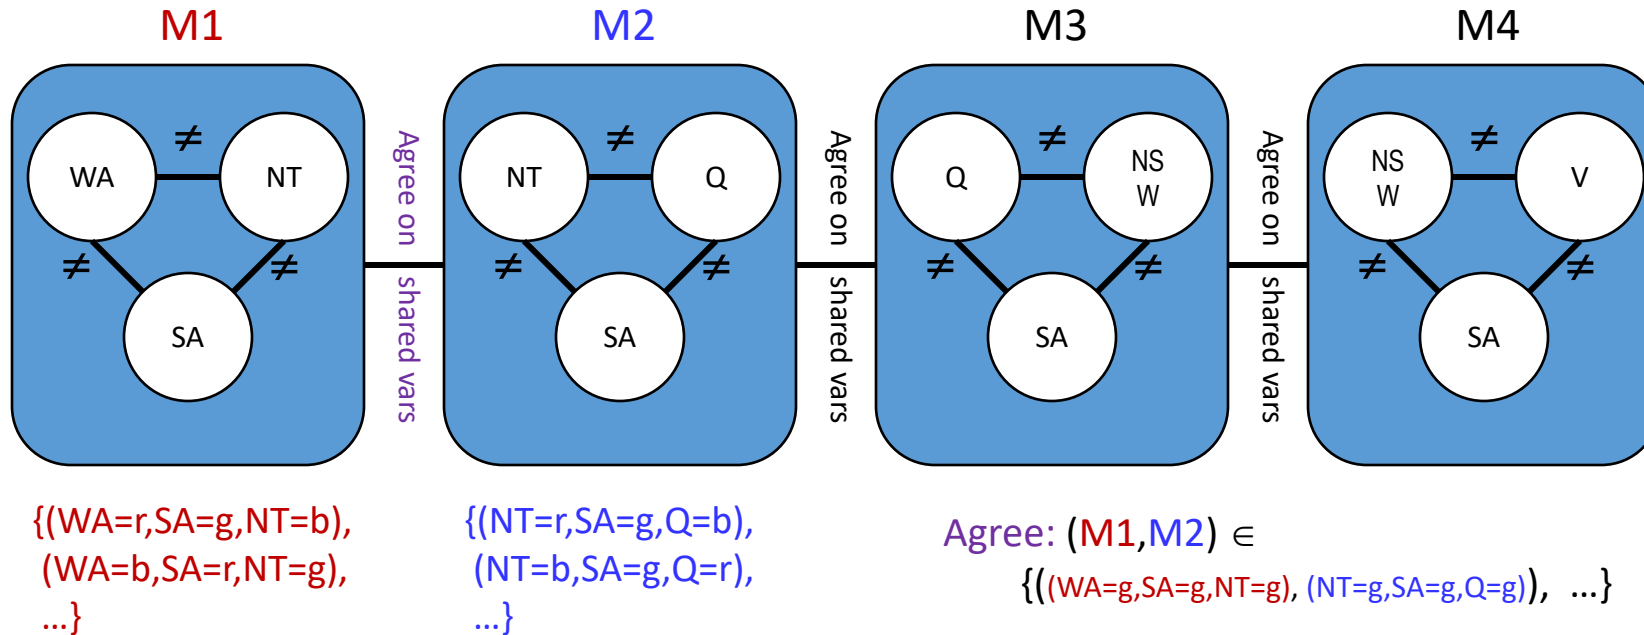 M1
M2
M3
M4
WA
≠
NT
≠
≠
SA
Agree on
shared vars
NT
≠
Q
≠
≠
SA
Agree on
shared vars
Q
≠
NS
W
≠
≠
SA
Agree on
shared vars
NS
W
≠
V
≠
≠
SA
{(WA=r,SA=g,NT=b),
(WA=b,SA=r,NT=g),
…}
{(NT=r,SA=g,Q=b),
(NT=b,SA=g,Q=r),
…}
Agree: (M1,M2) ∈
{((WA=g,SA=g,NT=g), (NT=g,SA=g,Q=g)), …}